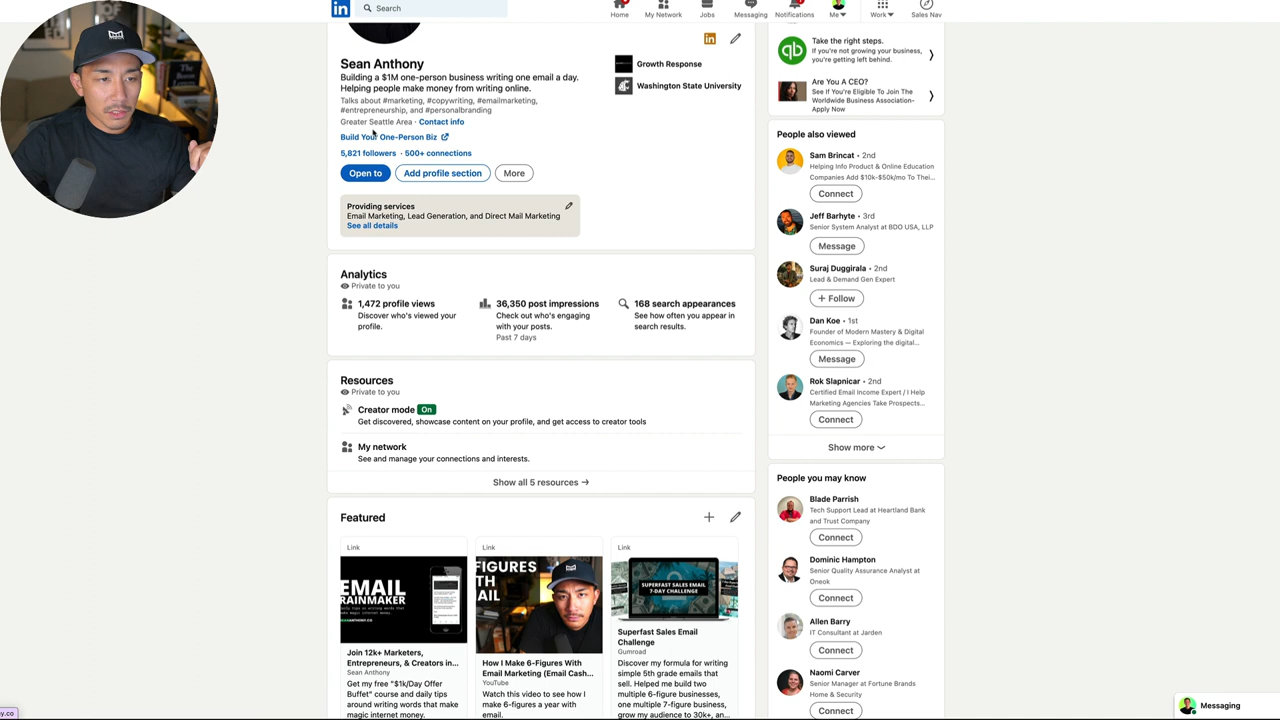 Search
Home
My Network
Jobs
Messaging
Notifications
Me
Work
Sales Nav
Sean Anthony
Building a $1M one-person business writing one email a day.
Helping people make money from writing online.
Talks about #marketing, #copywriting, #emailmarketing,
#entrepreneurship, and #personalbranding
Greater Seattle Area · Contact info
Build Your One-Person Biz
5,821 followers · 500+ connections
Open to
Add profile section
More
Growth Response
Washington State University
Providing services
Email Marketing, Lead Generation, and Direct Mail Marketing
See all details
Analytics
Private to you
1,472 profile views
Discover who's viewed your
profile.
36,350 post impressions
Check out who's engaging
with your posts.
Past 7 days
168 search appearances
See how often you appear in
search results.
Resources
Private to you
Creator mode On
Get discovered, showcase content on your profile, and get access to creator tools
My network
See and manage your connections and interests.
Show all 5 resources →
Featured
Link
EMAIL
RAINMAKER
Join 12k+ Marketers,
Entrepreneurs, & Creators in...
Sean Anthony
Get my free "$1k/Day Offer
Buffet" course and daily tips
around writing words that make
magic internet money.
Link
FIGURES
TH
AIL
How I Make 6-Figures With
Email Marketing (Email Cash...
YouTube
Watch this video to see how I
make 6-figures a year with
email.
Link
SUPERFAST SALES EMAIL
7-DAY CHALLENGE
Superfast Sales Email
Challenge
Gumroad
Discover my formula for writing
simple 5th grade emails that
sell. Helped me build two
multiple 6-figure businesses,
one multiple 7-figure business,
grow my audience to 30k+, an...
qb
Take the right steps.
If you're not growing your business,
you're getting left behind.
Are You A CEO?
See If You're Eligible To Join The
Worldwide Business Association-
Apply Now
People also viewed
Sam Brincat • 2nd
Helping Info Product & Online Education
Companies Add $10k-$50k/mo To Thei...
Connect
Jeff Barhyte • 3rd
Senior System Analyst at BDO USA, LLP
Message
Suraj Duggirala • 2nd
Lead & Demand Gen Expert
+ Follow
Dan Koe • 1st
Founder of Modern Mastery & Digital
Economics — Exploring the digital...
Message
Rok Slapnicar • 2nd
Certified Email Income Expert / I Help
Marketing Agencies Take Prospects...
Connect
Show more
People you may know
Blade Parrish
Tech Support Lead at Heartland Bank
and Trust Company
Connect
Dominic Hampton
Senior Quality Assurance Analyst at
Oneok
Connect
Allen Barry
IT Consultant at Jarden
Connect
Naomi Carver
Senior Manager at Fortune Brands
Home & Security
Connect
Messaging